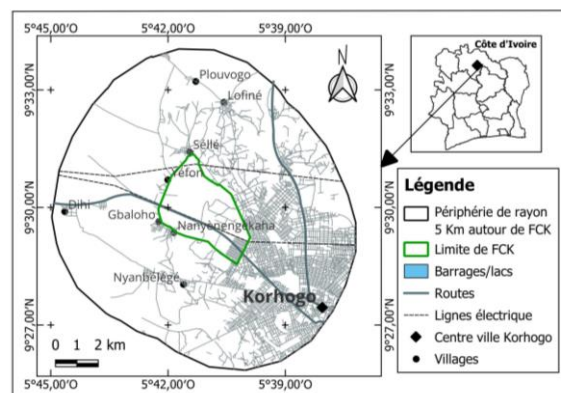 5°45,00'W 5°42,00'W 5°39,00'W
9°33,00'N
9°30,00'N
9°27,00'N
N
Plouvogo
Lofiné
Séllé
Yéfon
Dihi
Gbaloho
Nanyenengekaha
Nyanbélégé
Korhogo
0 1 2 km
5°45,00'W 5°42,00'W 5°39,00'W
9°33,00'N
9°30,00'N
9°27,00'N
Côte d'Ivoire
Légende
Périphérie de rayon
5 Km autour de FCK
Limite de FCK
Barrages/lacs
Routes
Lignes électrique
Centre ville Korhogo
Villages